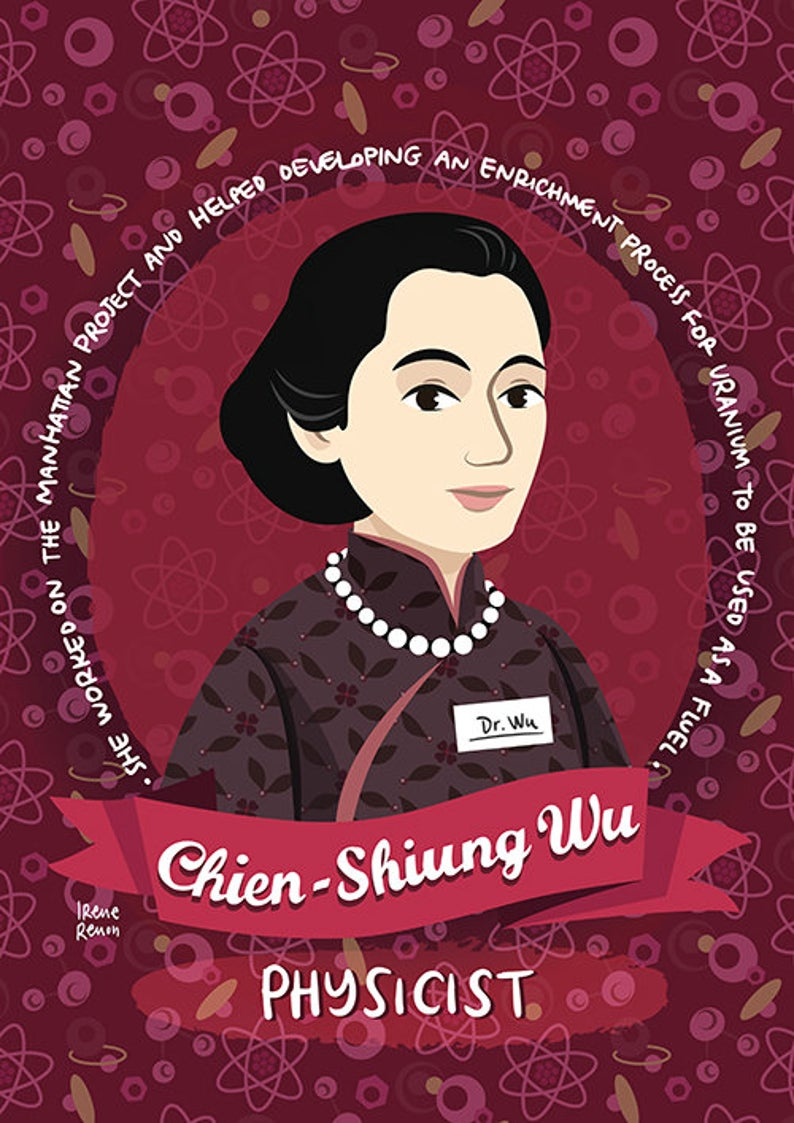 · SHE WORKED ON THE MANHATTAN PROJECT AND HELPED DEVELOPING AN ENRICHMENT PROCESS FOR URANIUM TO BE USED AS A FUEL ·
Dr. Wu
Chien-Shiung Wu
Irene
Renon
PHYSICIST